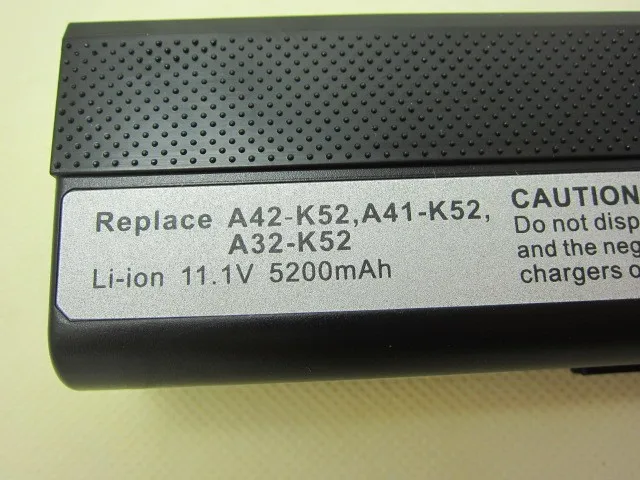 Replace A42-K52,A41-K52,
A32-K52
Li-ion 11.1V 5200mAh
CAUTION
Do not disp
and the neg
chargers o